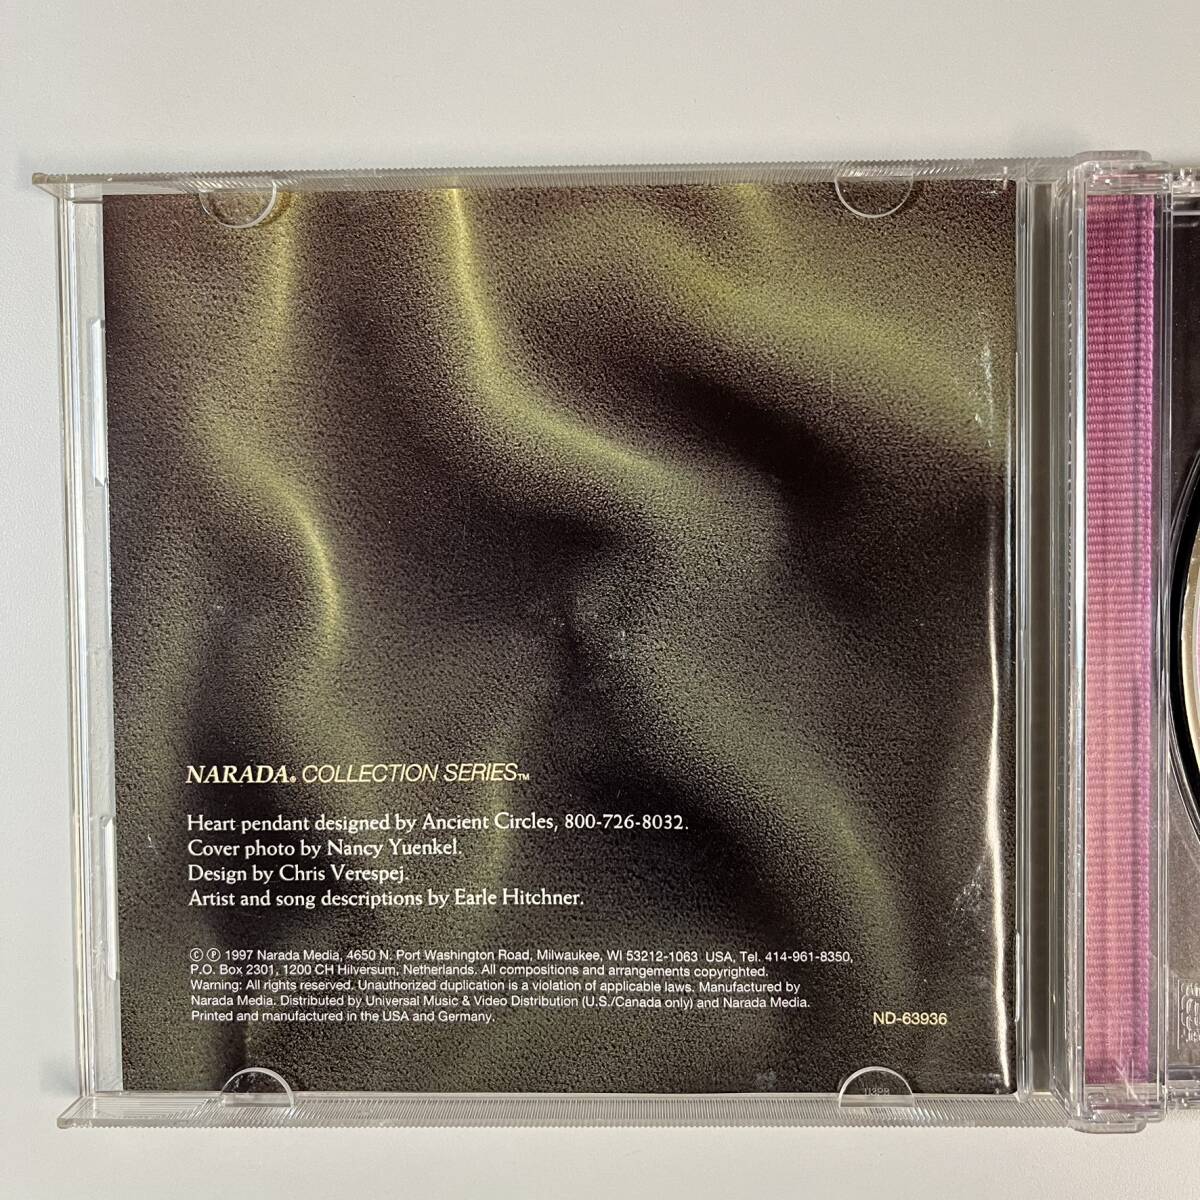 NARADA® COLLECTION SERIES™
Heart pendant designed by Ancient Circles, 800-726-8032.
Cover photo by Nancy Yuenkel.
Design by Chris Verespej.
Artist and song descriptions by Earle Hitchner.
© ℗ 1997 Narada Media, 4650 N. Port Washington Road, Milwaukee, WI 53212-1063 USA, Tel. 414-961-8350,
P.O. Box 2301, 1200 CH Hilversum, Netherlands. All compositions and arrangements copyrighted.
Warning: All rights reserved. Unauthorized duplication is a violation of applicable laws. Manufactured by
Narada Media. Distributed by Universal Music & Video Distribution (U.S./Canada only) and Narada Media.
Printed and manufactured in the USA and Germany.
ND-63936